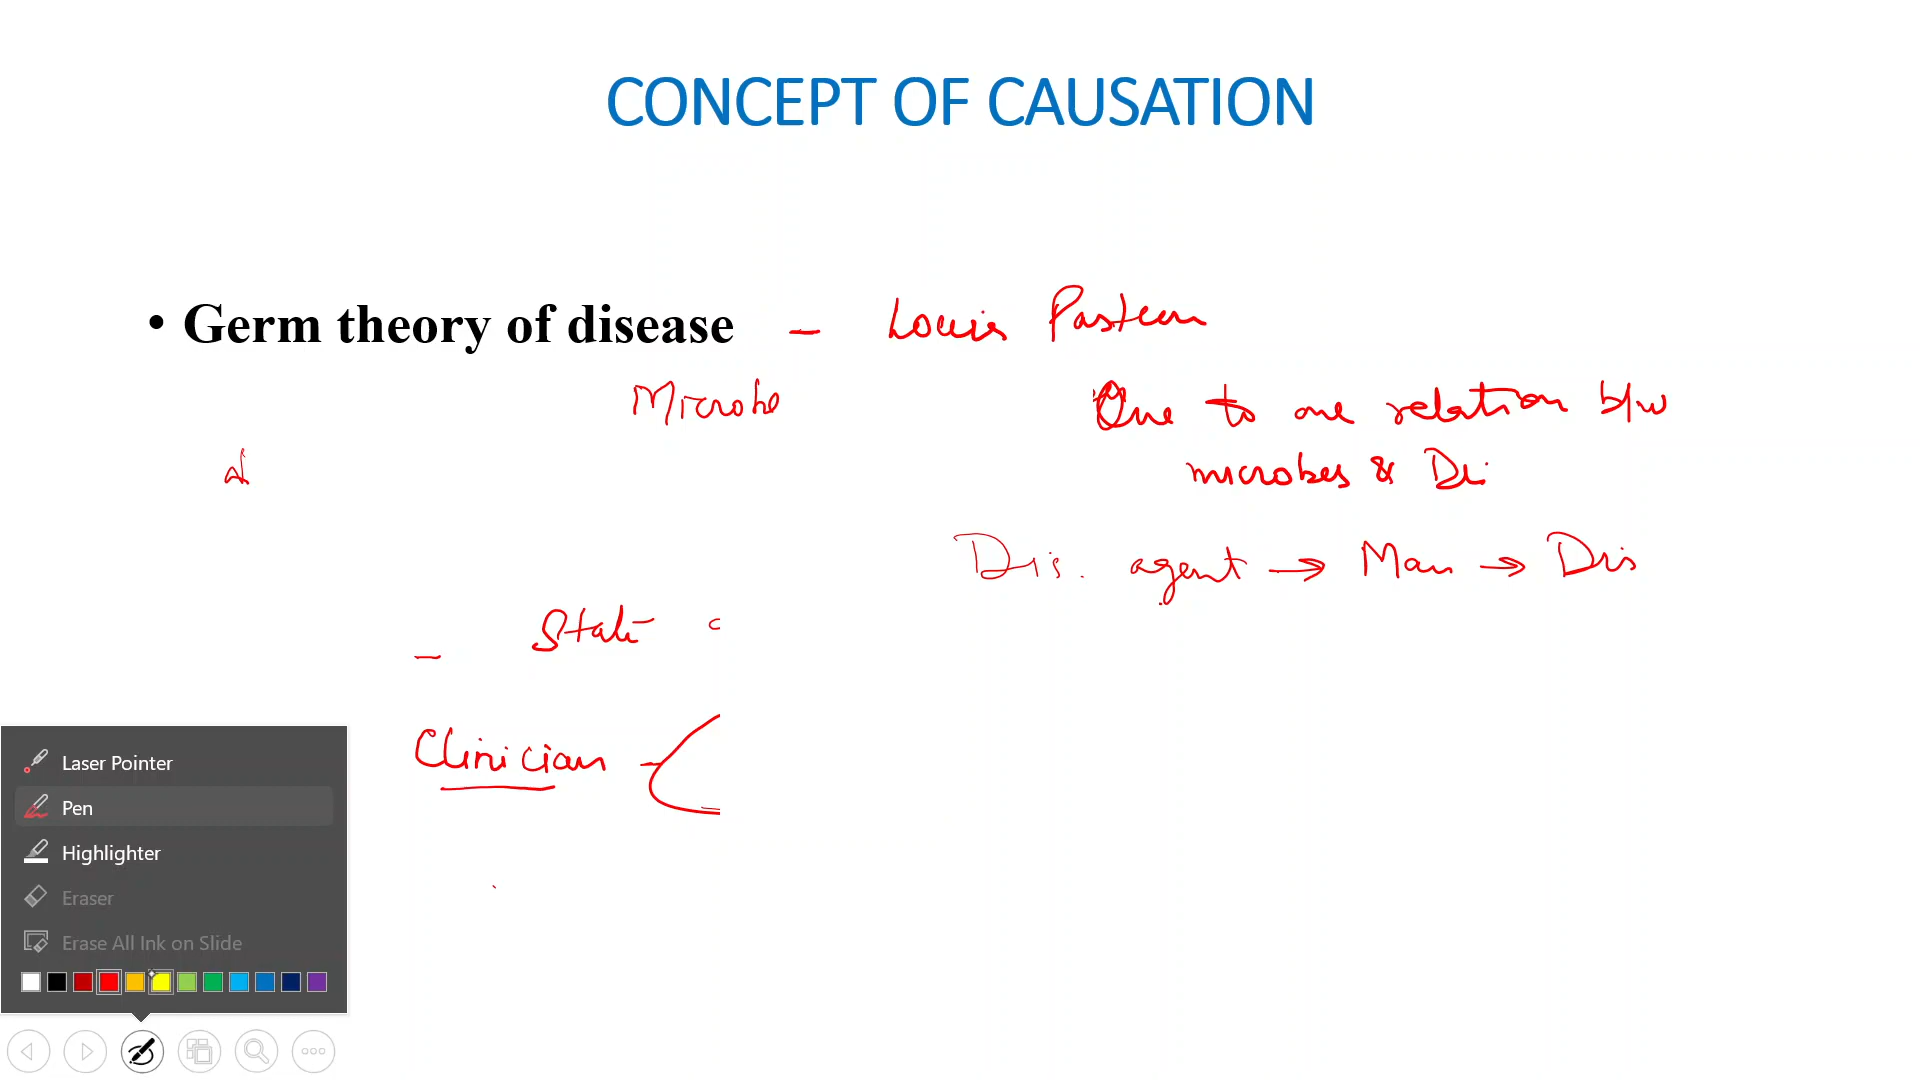 CONCEPT OF CAUSATION
• Germ theory of disease – Louis Pasteur
Microbe
One to one relation b/w
microbes & Di
Dis. agent → Man → Dis
– State
Clinician
Laser Pointer
Pen
Highlighter
Eraser
Erase All Ink on Slide